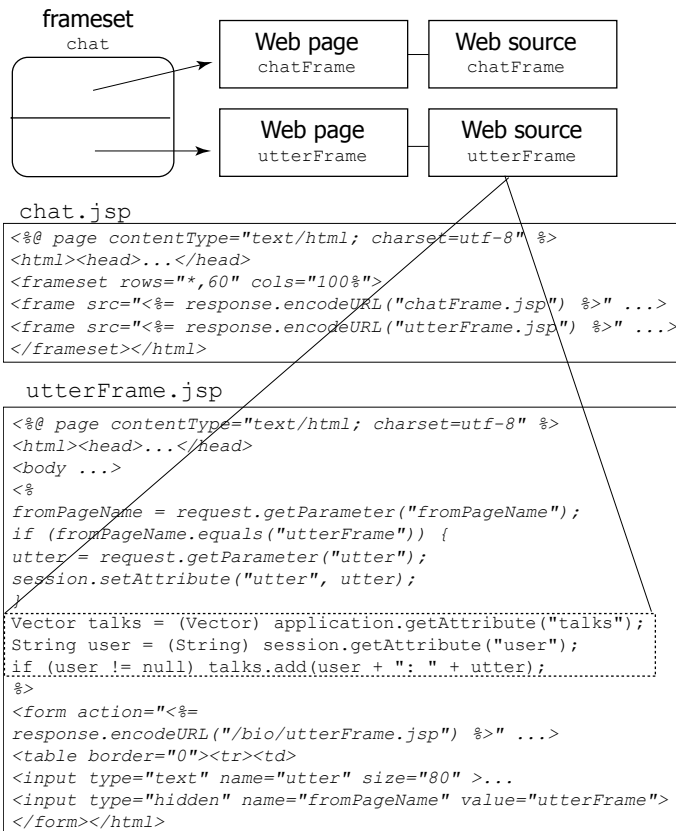 frameset
chat
Web page
chatFrame
Web source
chatFrame
Web page
utterFrame
Web source
utterFrame
chat.jsp
<%@ page contentType="text/html; charset=utf-8" %>
<html><head>...</head>
<frameset rows="*,60" cols="100%">
<frame src="<%= response.encodeURL("chatFrame.jsp") %>" ...>
<frame src="<%= response.encodeURL("utterFrame.jsp") %>" ...>
</frameset></html>
utterFrame.jsp
<%@ page contentType="text/html; charset=utf-8" %>
<html><head>...</head>
<body ...>
<%
fromPageName = request.getParameter("fromPageName");
if (fromPageName.equals("utterFrame")) {
utter = request.getParameter("utter");
session.setAttribute("utter", utter);
}
Vector talks = (Vector) application.getAttribute("talks");
String user = (String) session.getAttribute("user");
if (user != null) talks.add(user + ": " + utter);
%>
<form action="<%=
response.encodeURL("/bio/utterFrame.jsp") %>" ...>
<table border="0"><tr><td>
<input type="text" name="utter" size="80" >...
<input type="hidden" name="fromPageName" value="utterFrame">
</form></html>